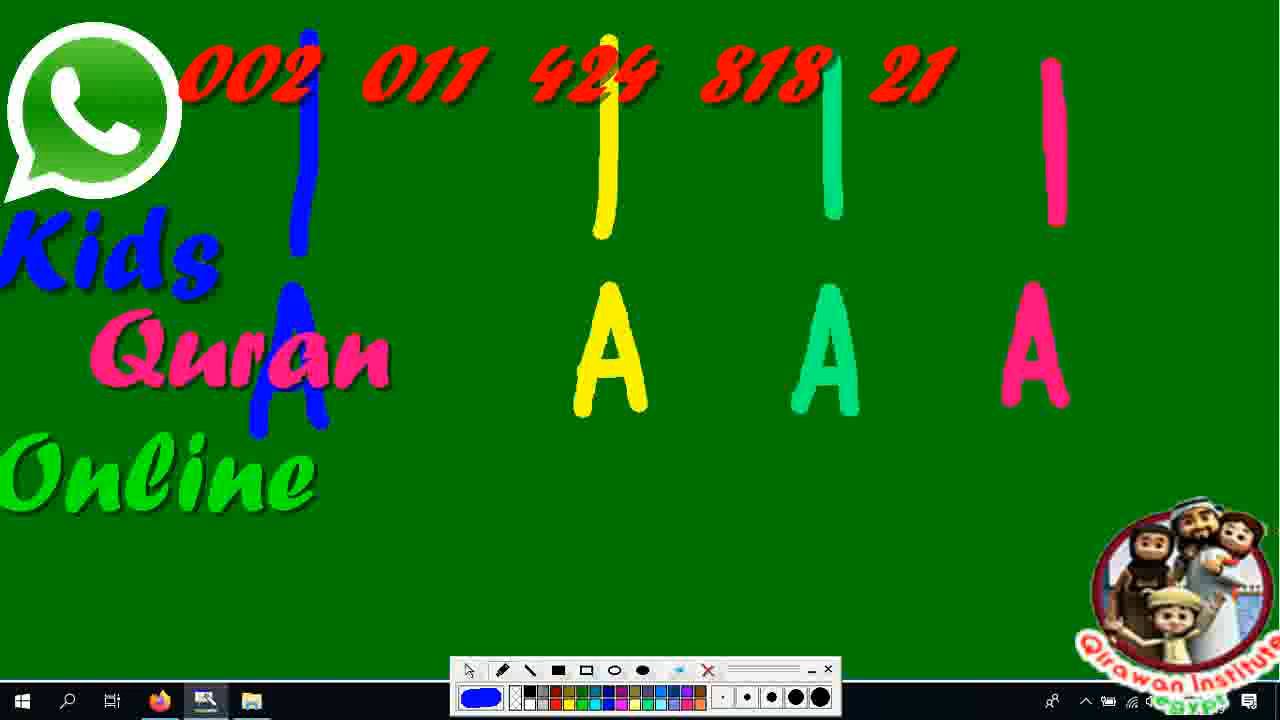 002 011 424 818 21
ا ا ا ا
Kids
A A A A
Quran
Online
Qirawan Institute
egypt